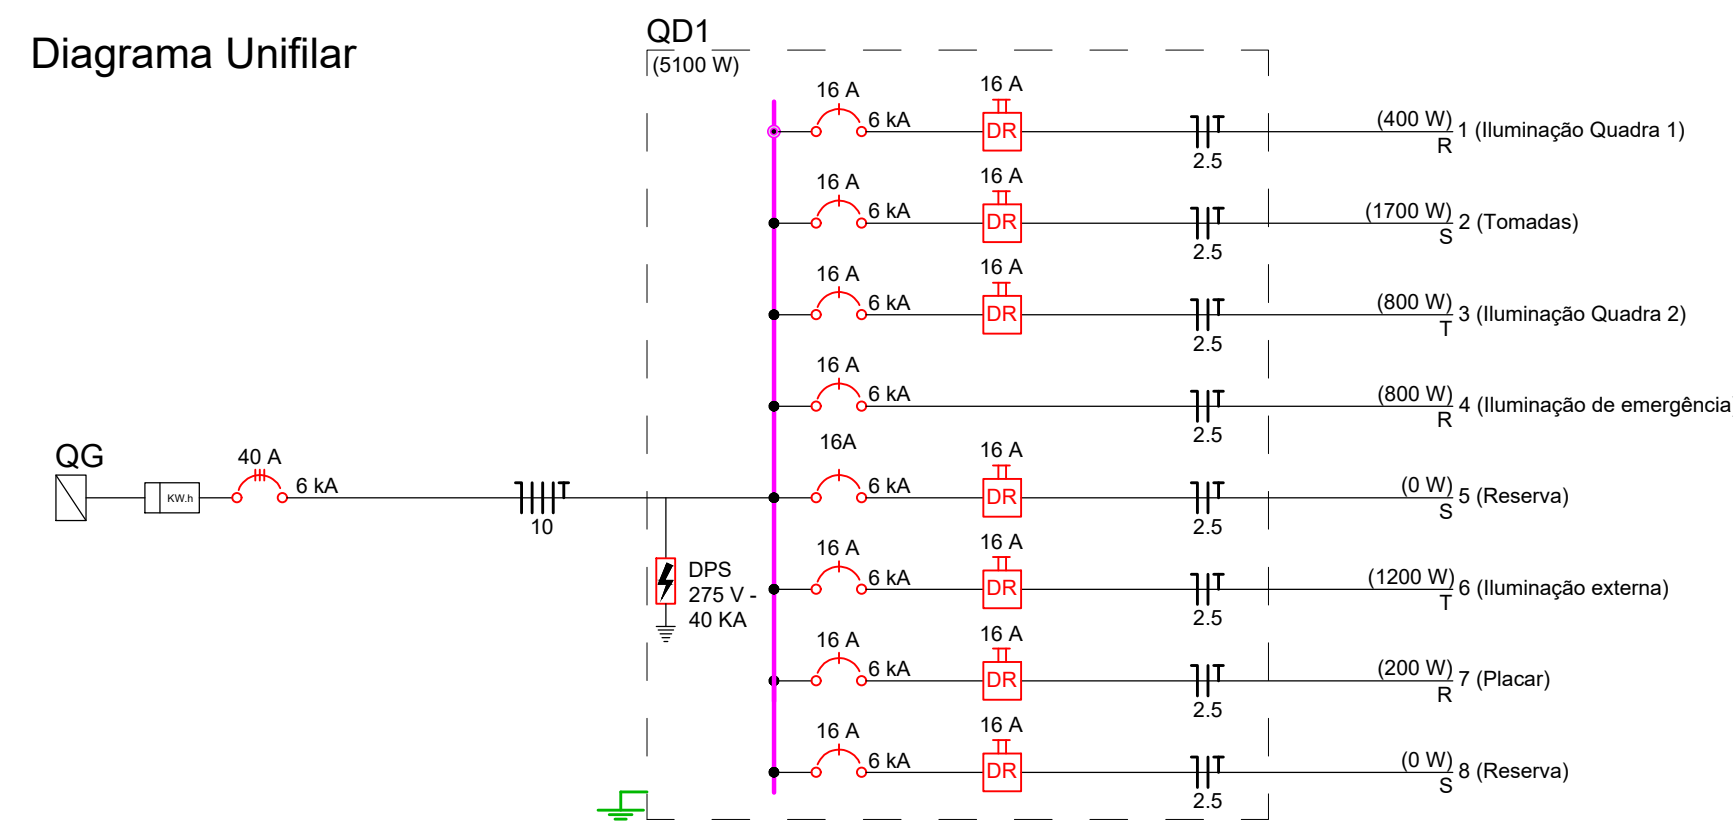 Diagrama Unifilar
QD1
(5100 W)
16 A
6 kA
16 A
DR
2.5
(400 W)
R
1 (Iluminação Quadra 1)
16 A
6 kA
16 A
DR
2.5
(1700 W)
S
2 (Tomadas)
16 A
6 kA
16 A
DR
2.5
(800 W)
T
3 (Iluminação Quadra 2)
16 A
6 kA
2.5
(800 W)
R
4 (Iluminação de emergência
QG
KW.h
40 A
6 kA
10
DPS
275 V -
40 KA
16A
6 kA
16 A
DR
2.5
(0 W)
S
5 (Reserva)
16 A
6 kA
16 A
DR
2.5
(1200 W)
T
6 (Iluminação externa)
16 A
6 kA
16 A
DR
2.5
(200 W)
R
7 (Placar)
16 A
6 kA
16 A
DR
2.5
(0 W)
S
8 (Reserva)